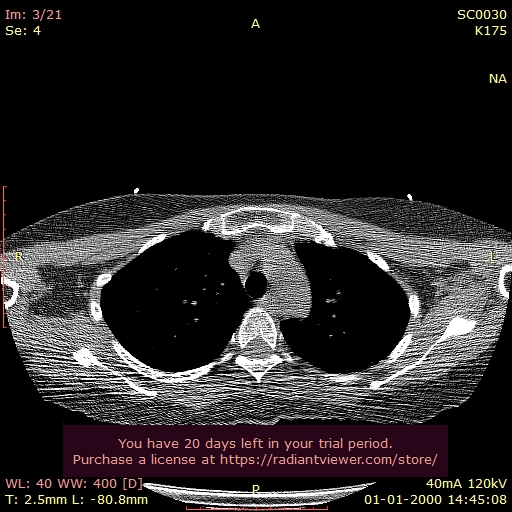 Im: 3/21
Se: 4
A
SC0030
K175
NA
R
L
You have 20 days left in your trial period.
Purchase a license at https://radiantviewer.com/store/
WL: 40 WW: 400 [D]
T: 2.5mm L: -80.8mm
P
40mA 120kV
01-01-2000 14:45:08